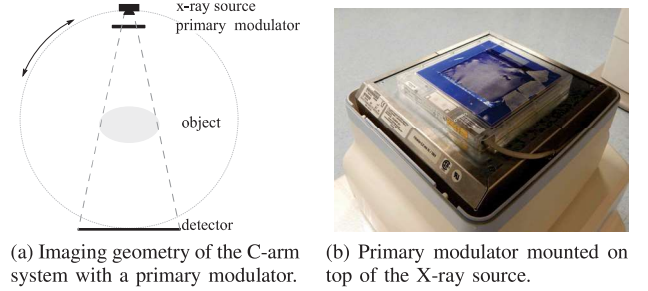 x-ray source
primary modulator
object
detector
(a) Imaging geometry of the C-arm
system with a primary modulator.
(b) Primary modulator mounted on
top of the X-ray source.